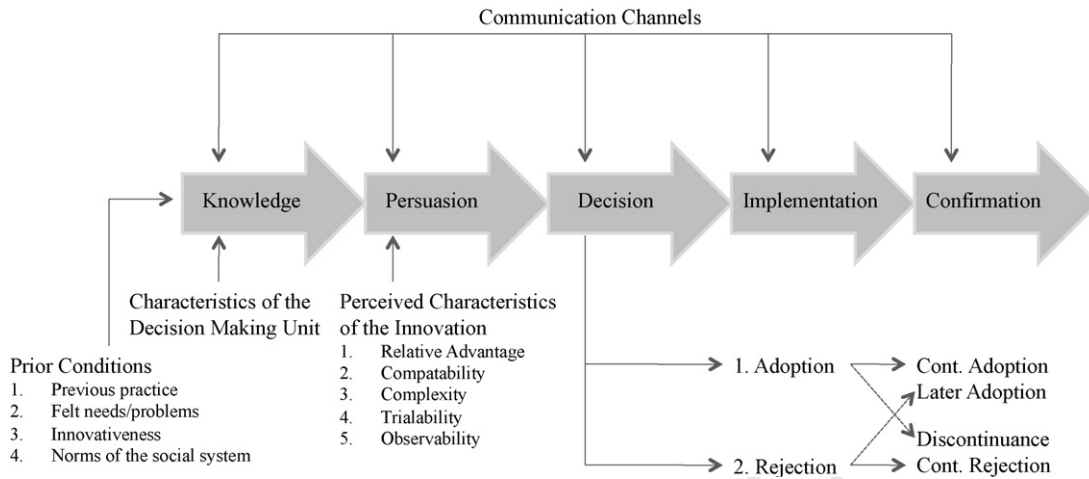 Communication Channels
Knowledge
Persuasion
Decision
Implementation
Confirmation
Characteristics of the
Decision Making Unit
Perceived Characteristics
of the Innovation
1. Relative Advantage
2. Compatability
3. Complexity
4. Trialability
5. Observability
Prior Conditions
1. Previous practice
2. Felt needs/problems
3. Innovativeness
4. Norms of the social system
1. Adoption
2. Rejection
Cont. Adoption
Later Adoption
Discontinuance
Cont. Rejection